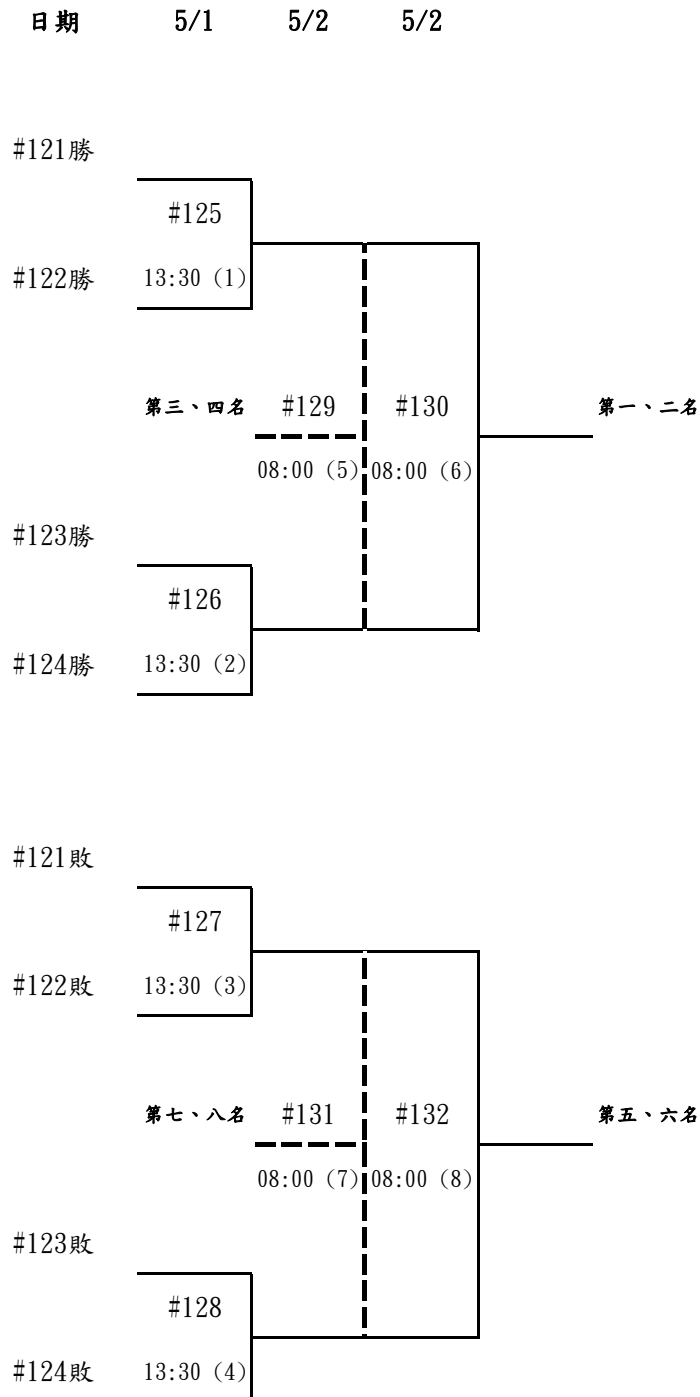 日期 5/1 5/2 5/2
#121勝
#125
#122勝 13:30 (1)
第三、四名 #129 #130 第一、二名
08:00 (5) 08:00 (6)
#123勝
#126
#124勝 13:30 (2)
#121敗
#127
#122敗 13:30 (3)
第七、八名 #131 #132 第五、六名
08:00 (7) 08:00 (8)
#123敗
#128
#124敗 13:30 (4)